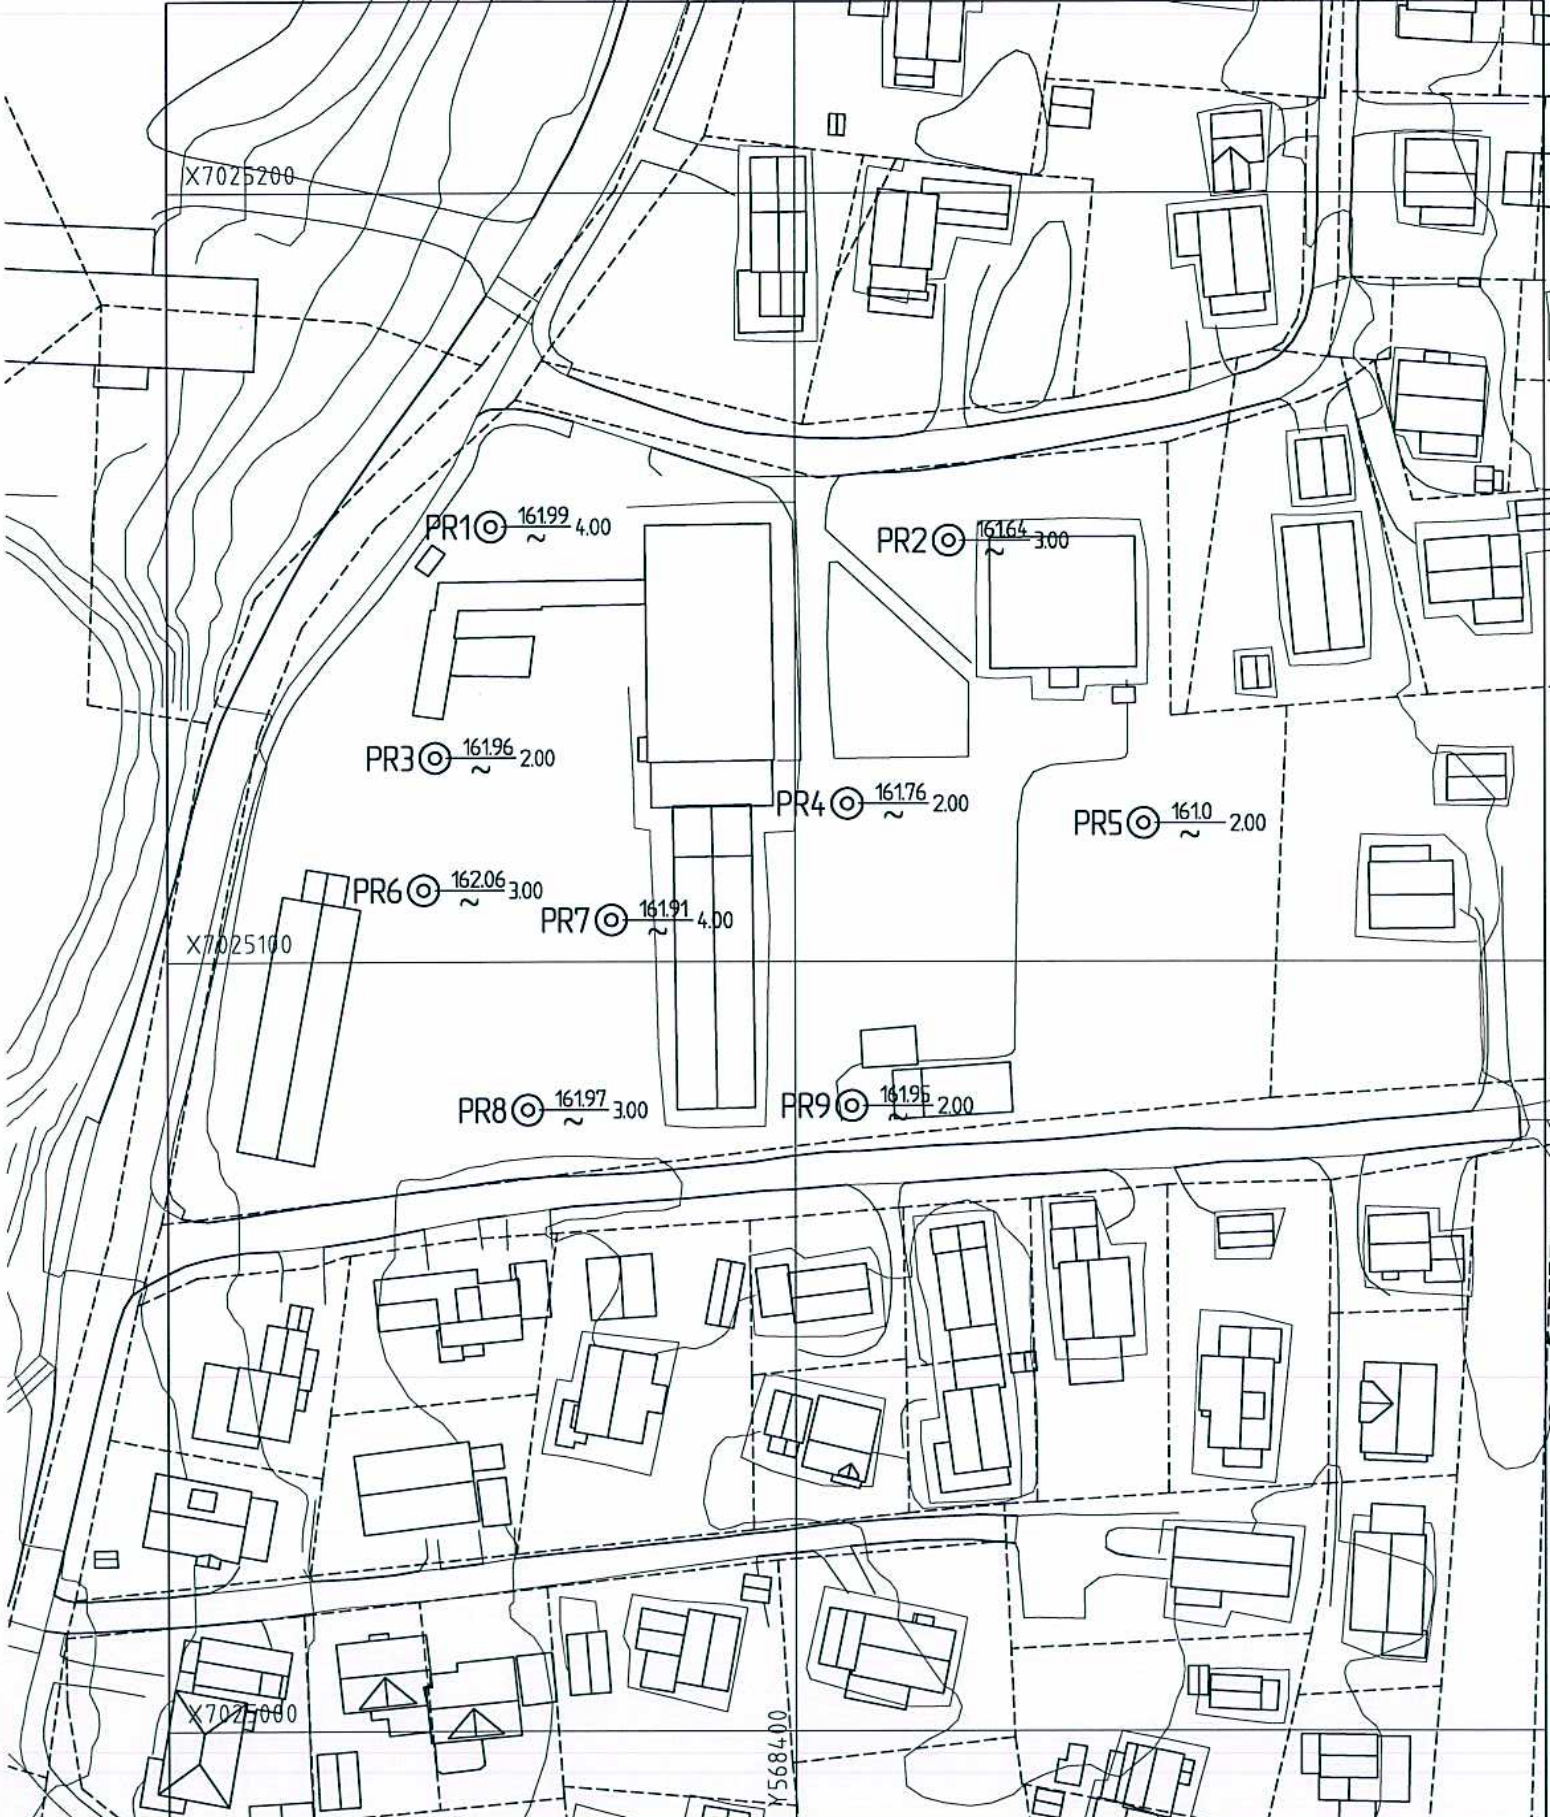 X7025200
PR1 161.99 ~ 4.00
PR2 161.64 ~ 3.00
PR3 161.96 ~ 2.00
PR4 161.76 ~ 2.00
PR5 161.0 ~ 2.00
PR6 162.06 ~ 3.00
PR7 161.91 ~ 4.00
X7025100
PR8 161.97 ~ 3.00
PR9 161.95 ~ 2.00
X7025000
Y568400